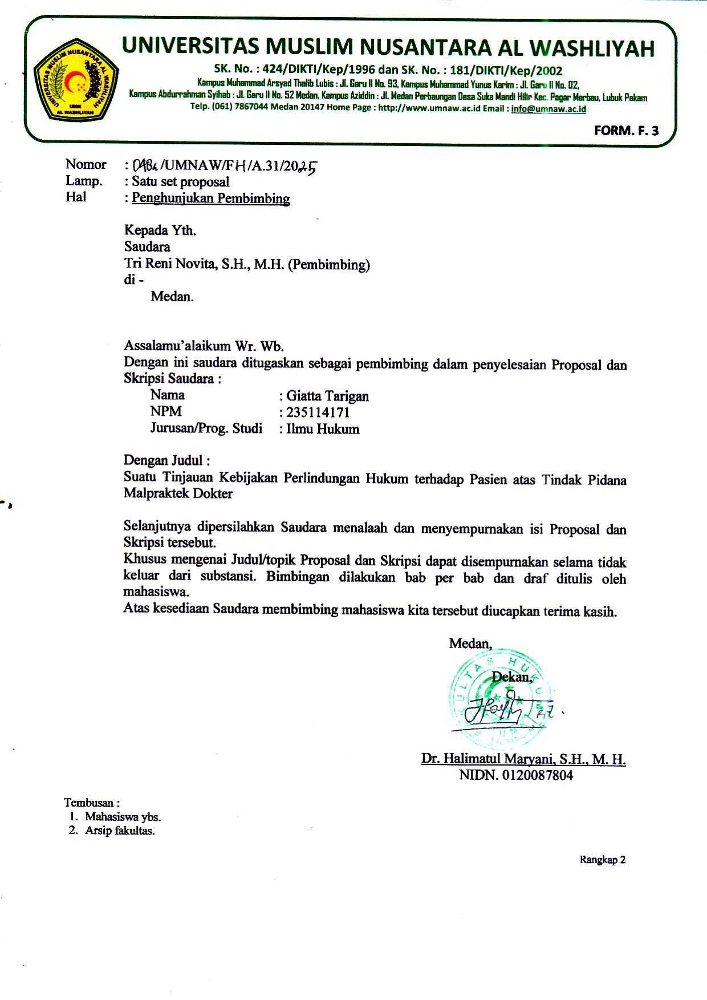 UNIVERSITAS MUSLIM NUSANTARA AL WASHLIYAH
SK. No. : 424/DIKTI/Kep/1996 dan SK. No. : 181/DIKTI/Kep/2002
Kampus Muhammad Arsyad Thalib Lubis : Jl. Garu II No. 93, Kampus Muhammad Yunus Karim : Jl. Garu II No. 02,
Kampus Abdurrahman Syihab : Jl. Garu II No. 52 Medan, Kampus Aziddin : Jl. Medan Perbaungan Desa Suka Mandi Hilir Kec. Pagar Merbau, Lubuk Pakam
Telp. (061) 7867044 Medan 20147 Home Page : http://www.umnaw.ac.id Email : info@umnaw.ac.id
UNIVERSITAS MUSLIM NUSANTARA AL WASHLIYAH
UMN
AL WASHLIYAH
FORM. F. 3
Nomor : /UMNAW/FH/A.31/2025
Lamp. : Satu set proposal
Hal : Penghunjukan Pembimbing
Kepada Yth.
Saudara
Tri Reni Novita, S.H., M.H. (Pembimbing)
di -
Medan.
Assalamu’alaikum Wr. Wb.
Dengan ini saudara ditugaskan sebagai pembimbing dalam penyelesaian Proposal dan
Skripsi Saudara :
Nama : Giatta Tarigan
NPM : 235114171
Jurusan/Prog. Studi : Ilmu Hukum
Dengan Judul :
Suatu Tinjauan Kebijakan Perlindungan Hukum terhadap Pasien atas Tindak Pidana
Malpraktek Dokter
Selanjutnya dipersilahkan Saudara menalaah dan menyempurnakan isi Proposal dan
Skripsi tersebut.
Khusus mengenai Judul/topik Proposal dan Skripsi dapat disempurnakan selama tidak
keluar dari substansi. Bimbingan dilakukan bab per bab dan draf ditulis oleh
mahasiswa.
Atas kesediaan Saudara membimbing mahasiswa kita tersebut diucapkan terima kasih.
Medan,
Dekan,
Dr. Halimatul Maryani, S.H., M. H.
NIDN. 0120087804
Tembusan :
1. Mahasiswa ybs.
2. Arsip fakultas.
Rangkap 2